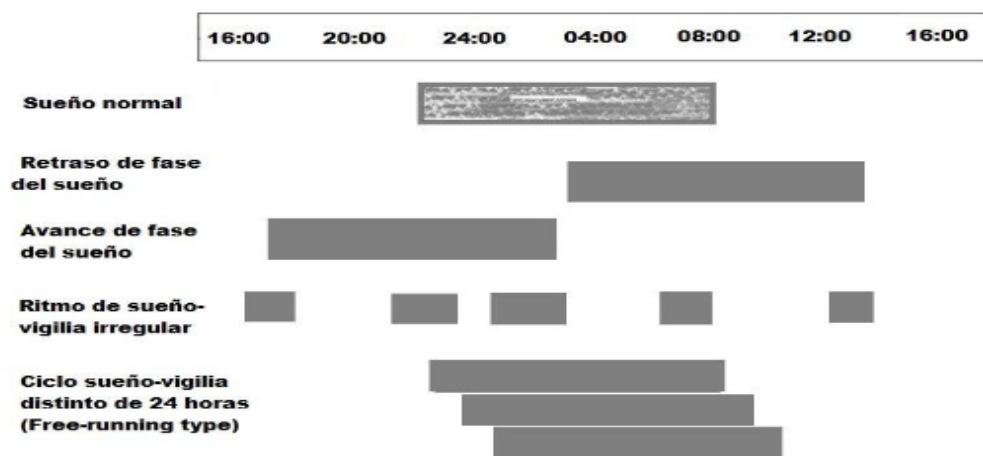 16:00 20:00 24:00 04:00 08:00 12:00 16:00
Sueño normal
Retraso de fase
del sueño
Avance de fase
del sueño
Ritmo de sueño-
vigilia irregular
Ciclo sueño-vigilia
distinto de 24 horas
(Free-running type)